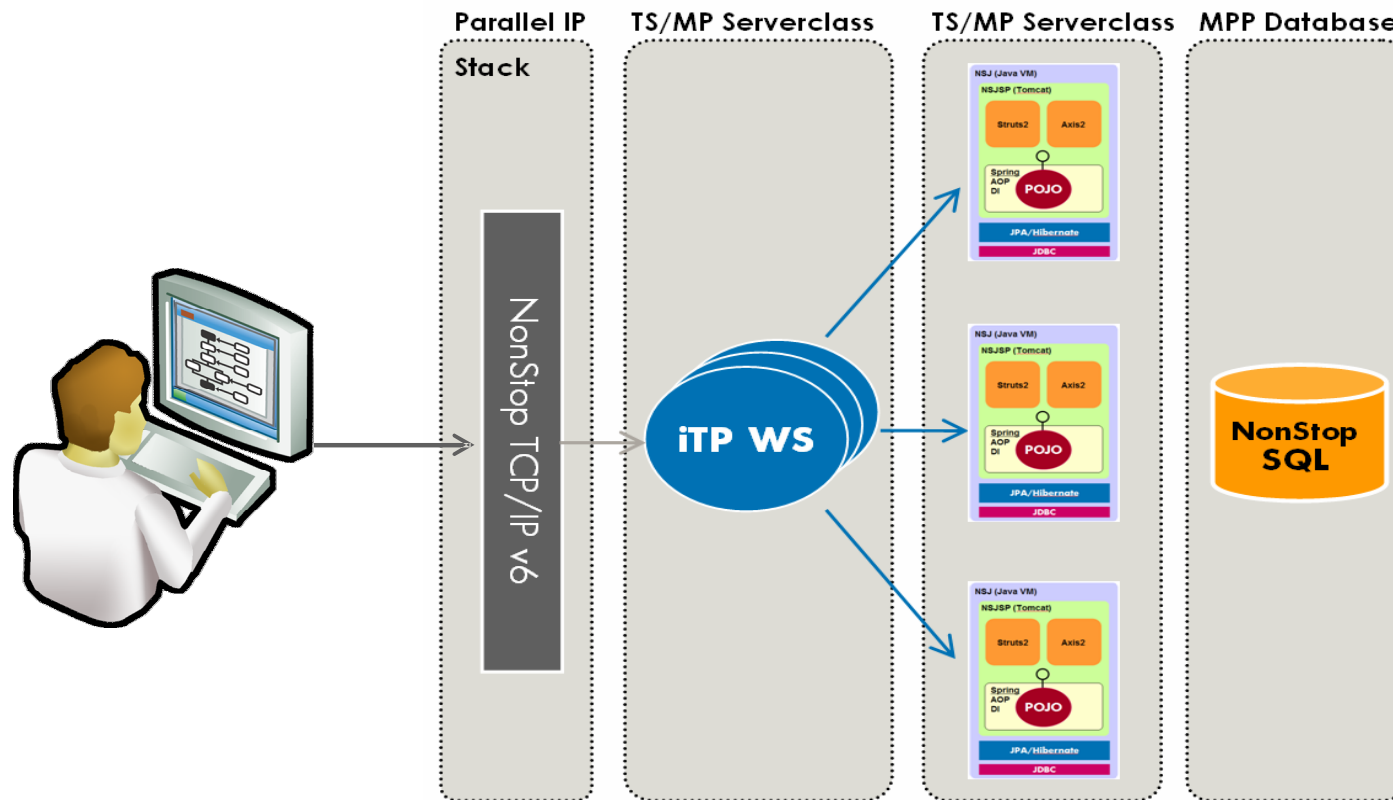 Parallel IP
Stack
NonStop TCP/IP v6
TS/MP Serverclass
iTP WS
TS/MP Serverclass
NSJ (Java VM)
NSJSP (Tomcat)
Struts2
Axis2
Spring
AOP
DI
POJO
JPA/Hibernate
JDBC
NSJ (Java VM)
NSJSP (Tomcat)
Struts2
Axis2
Spring
AOP
DI
POJO
JPA/Hibernate
JDBC
NSJ (Java VM)
NSJSP (Tomcat)
Struts2
Axis2
Spring
AOP
DI
POJO
JPA/Hibernate
JDBC
MPP Database
NonStop
SQL